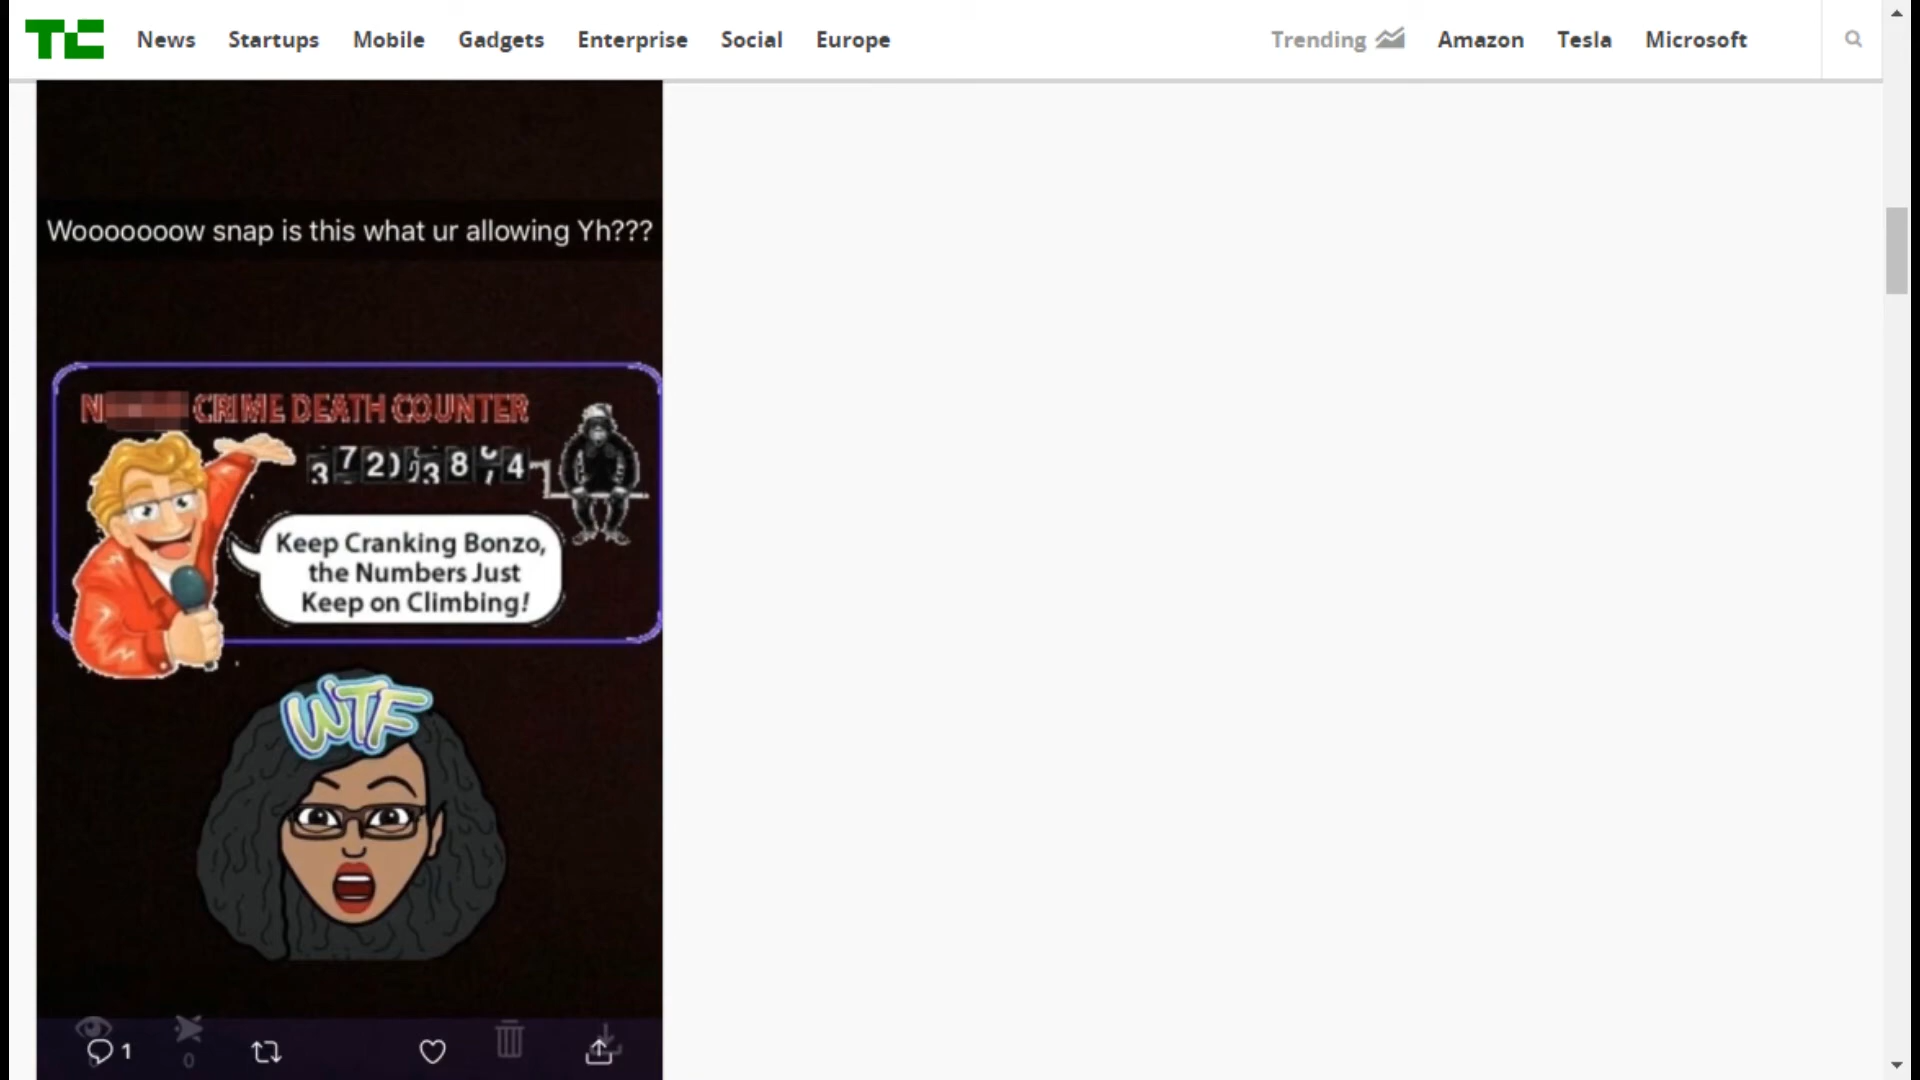 TC News Startups Mobile Gadgets Enterprise Social Europe Trending Amazon Tesla Microsoft
Wooooooow snap is this what ur allowing Yh???
N CRIME DEATH COUNTER
Keep Cranking Bonzo,
the Numbers Just
Keep on Climbing!
WTF
1
0